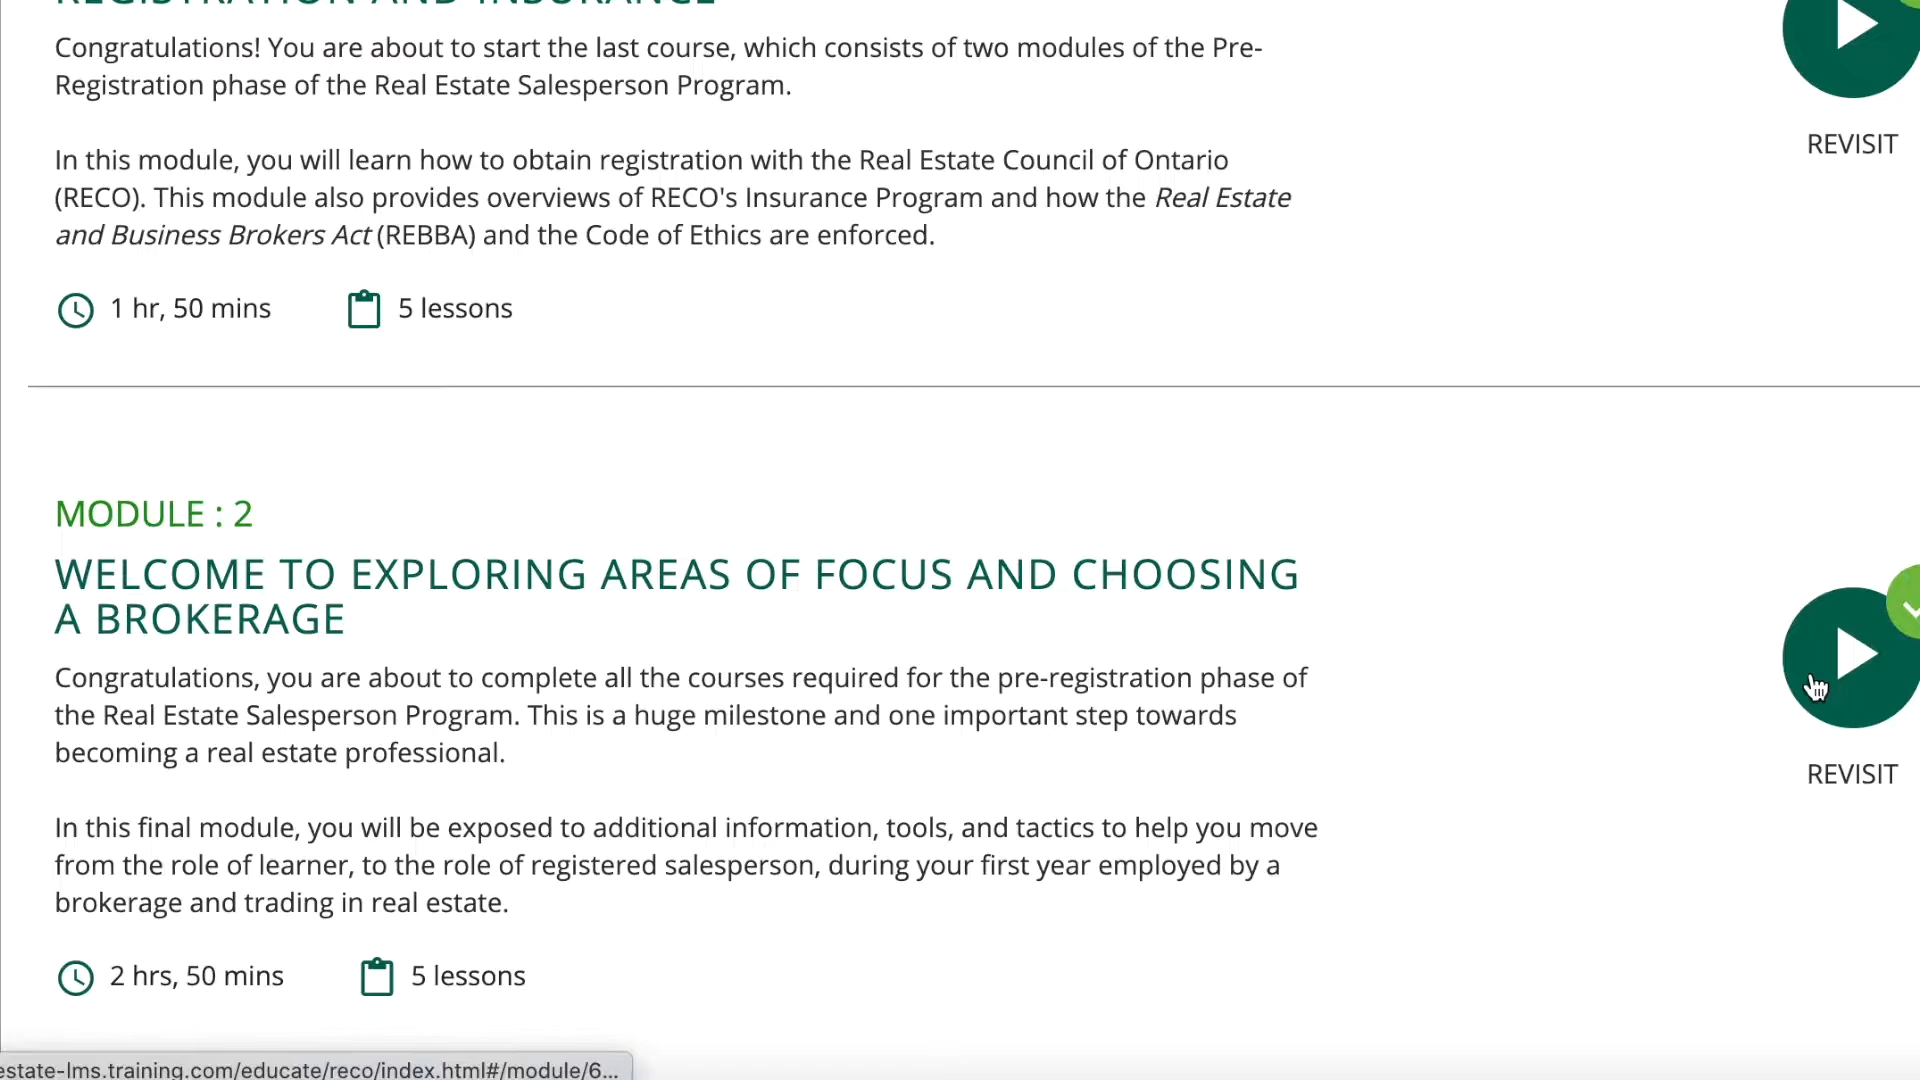 REGISTRATION AND INSURANCE
Congratulations! You are about to start the last course, which consists of two modules of the Pre-
Registration phase of the Real Estate Salesperson Program.
REVISIT
In this module, you will learn how to obtain registration with the Real Estate Council of Ontario
(RECO). This module also provides overviews of RECO's Insurance Program and how the Real Estate
and Business Brokers Act (REBBA) and the Code of Ethics are enforced.
1 hr, 50 mins
5 lessons
MODULE : 2
WELCOME TO EXPLORING AREAS OF FOCUS AND CHOOSING
A BROKERAGE
Congratulations, you are about to complete all the courses required for the pre-registration phase of
the Real Estate Salesperson Program. This is a huge milestone and one important step towards
becoming a real estate professional.
REVISIT
In this final module, you will be exposed to additional information, tools, and tactics to help you move
from the role of learner, to the role of registered salesperson, during your first year employed by a
brokerage and trading in real estate.
2 hrs, 50 mins
5 lessons
estate-lms.training.com/educate/reco/index.html#/module/6...